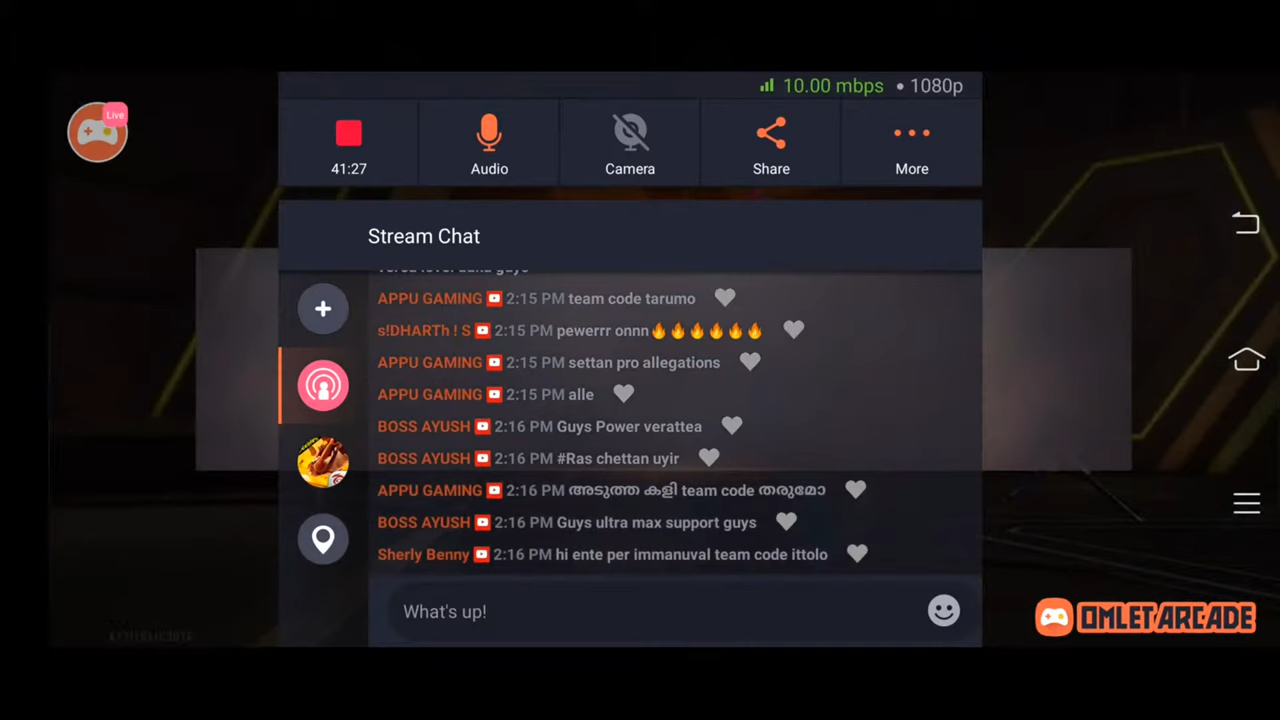 10.00 mbps • 1080p
Live
41:27
Audio
Camera
Share
More
Stream Chat
APPU GAMING 2:15 PM team code tarumo
s!DHARTh ! S 2:15 PM pewerrr onnn🔥🔥🔥🔥🔥🔥
APPU GAMING 2:15 PM settan pro allegations
APPU GAMING 2:15 PM alle
BOSS AYUSH 2:16 PM Guys Power verattea
BOSS AYUSH 2:16 PM #Ras chettan uyir
APPU GAMING 2:16 PM അടുത്ത കളി team code തരുമോ
BOSS AYUSH 2:16 PM Guys ultra max support guys
Sherly Benny 2:16 PM hi ente per immanuval team code ittolo
What's up!
OMLET ARCADE